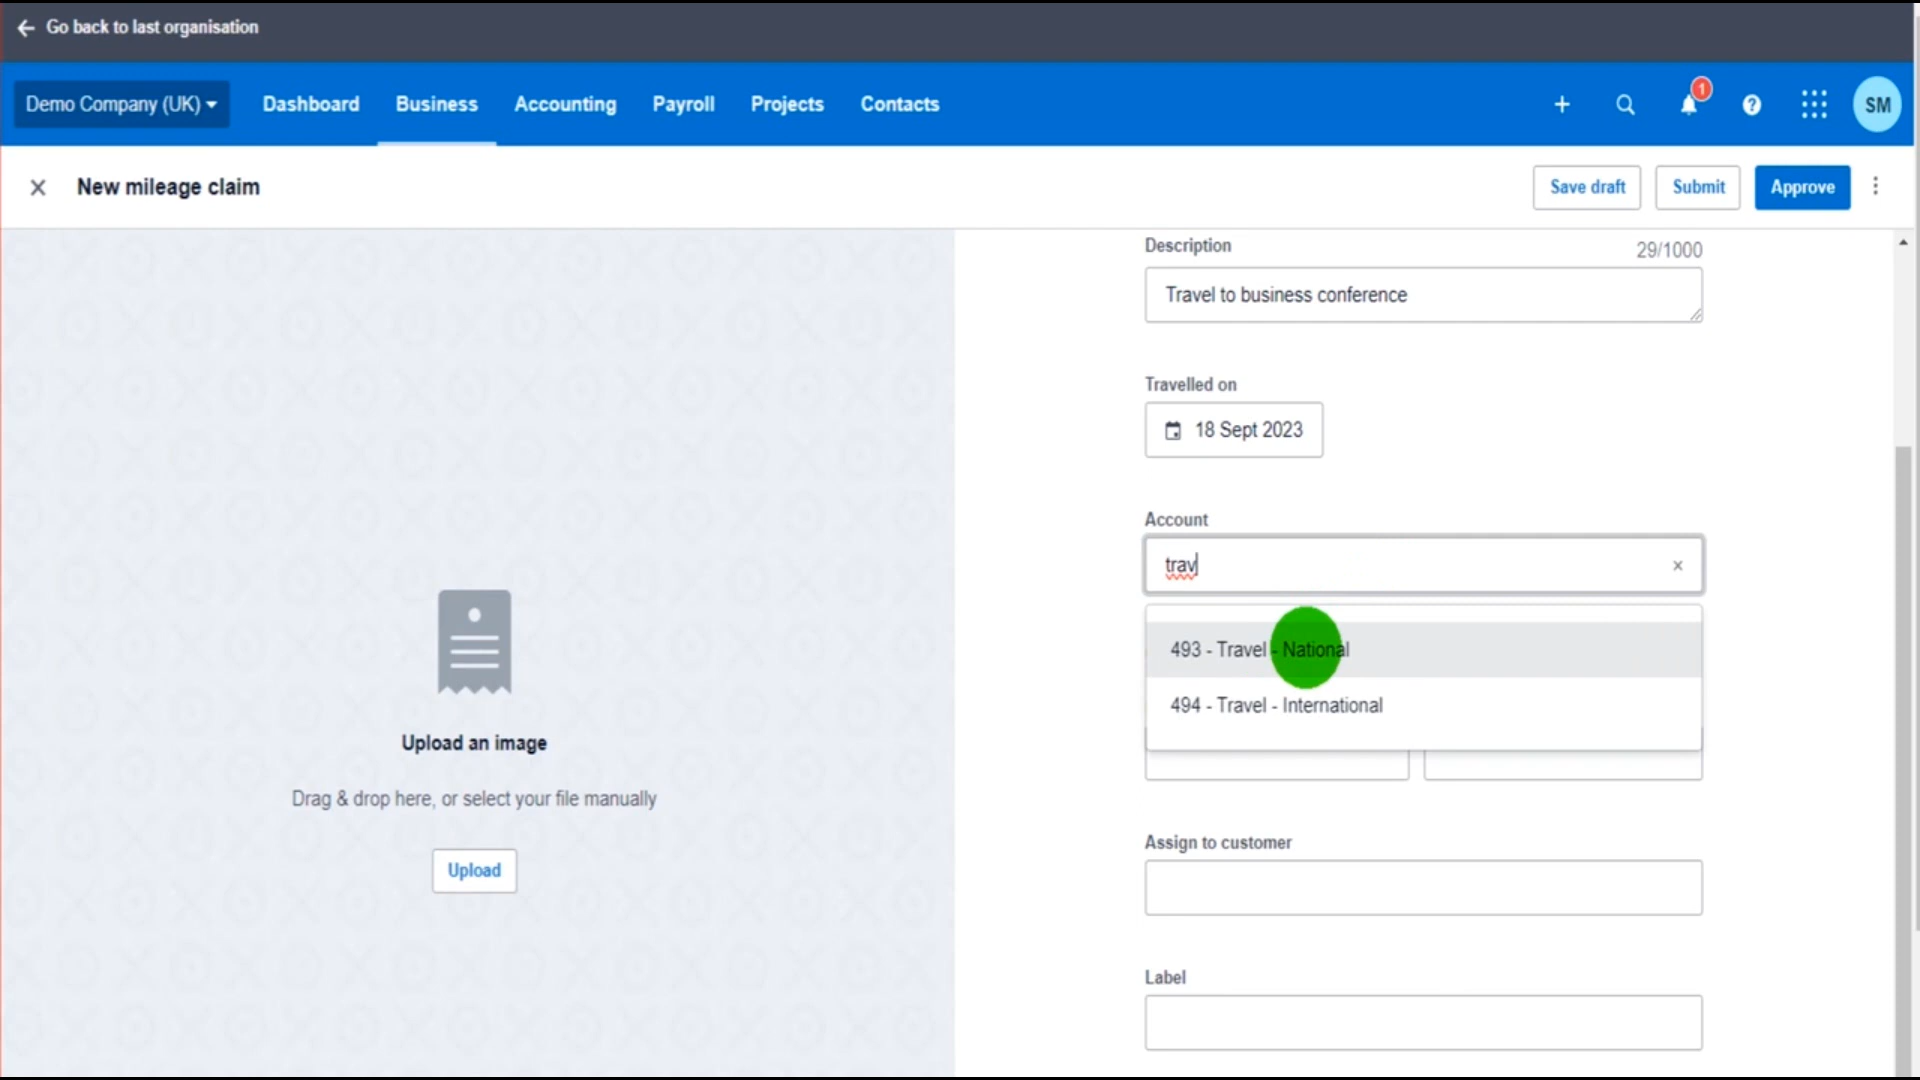 Go back to last organisation
Demo Company (UK)
Dashboard
Business
Accounting
Payroll
Projects
Contacts
1
?
SM
New mileage claim
Save draft
Submit
Approve
Description
29/1000
Travel to business conference
Travelled on
18 Sept 2023
Account
trav
493 - Travel - National
494 - Travel - International
Upload an image
Drag & drop here, or select your file manually
Upload
Assign to customer
Label